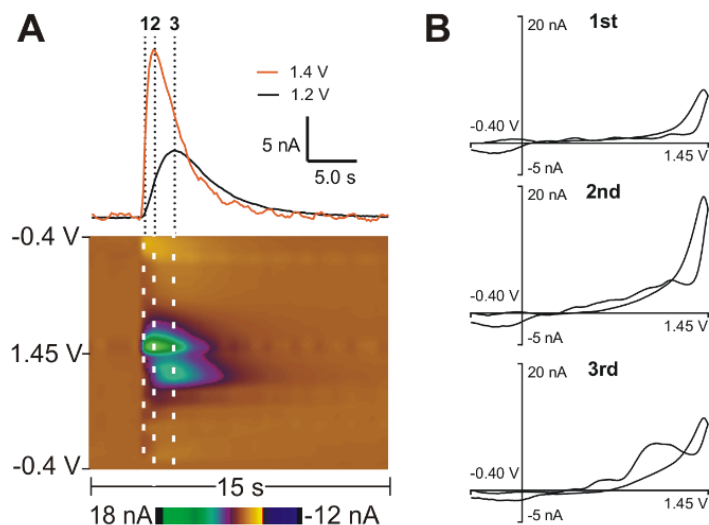 A
12 3
1.4 V
1.2 V
5 nA
5.0 s
-0.4 V
1.45 V
-0.4 V
15 s
18 nA
-12 nA
B
20 nA
1st
-0.40 V
1.45 V
-5 nA
20 nA
2nd
-0.40 V
1.45 V
-5 nA
20 nA
3rd
-0.40 V
1.45 V
-5 nA